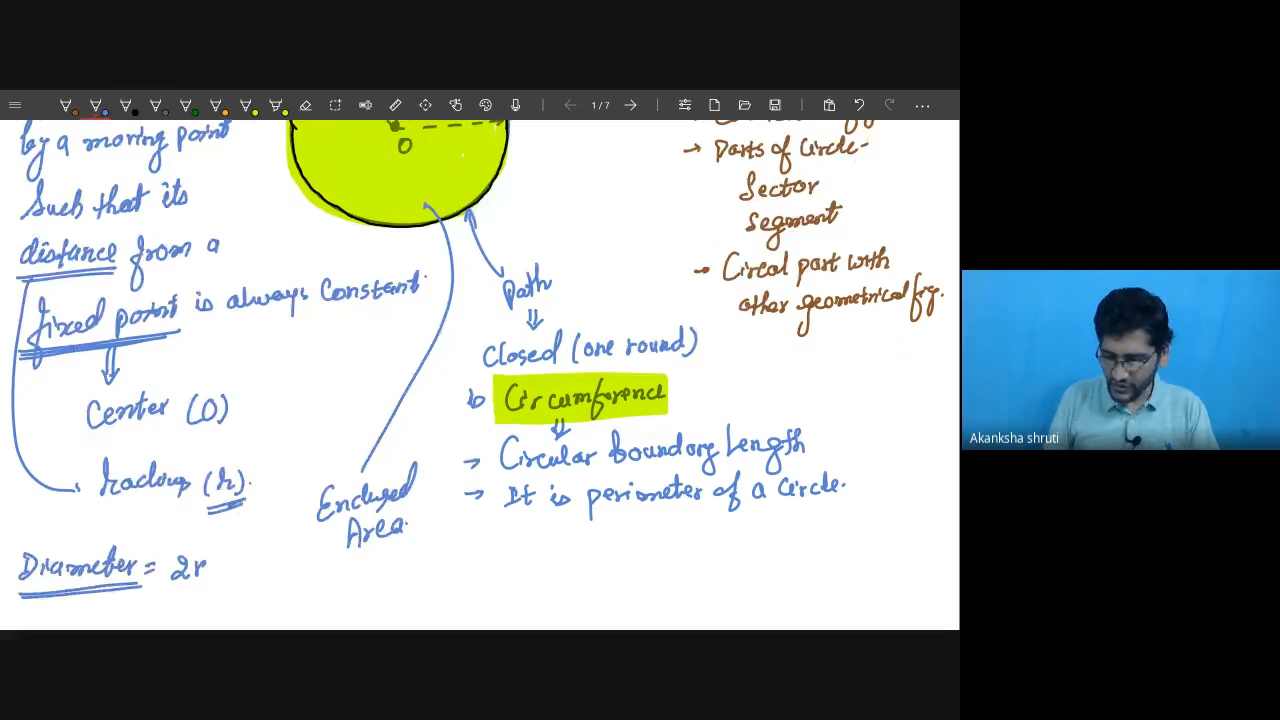 by a moving point
Such that its
distance from a
fixed point is always constant.
Center (O)
radius (r).
Diameter = 2r
O
Path
Closed (one round)
Circumference
Circular boundary Length
It is perimeter of a circle.
Enclosed
Area.
1/7
→ Parts of Circle-
Sector
Segment
→ Circal part with
other geometrical fig.
Akanksha shruti